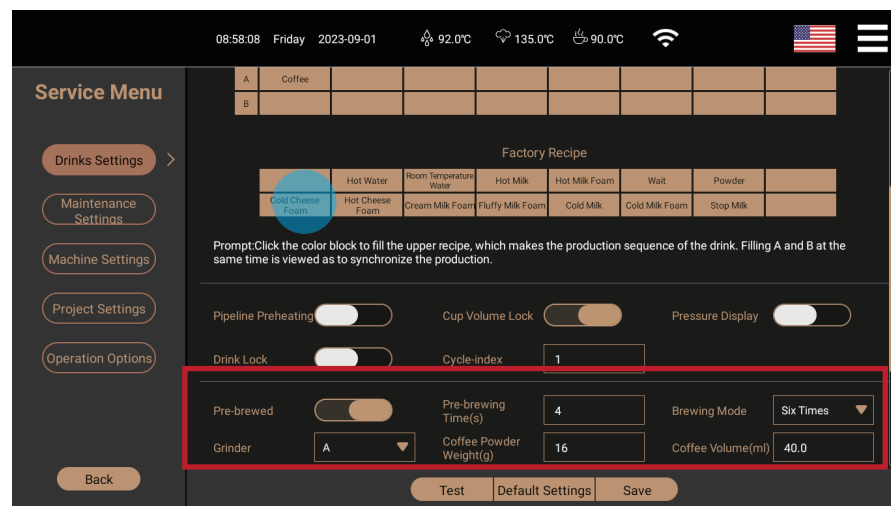 08:58:08 Friday 2023-09-01 92.0℃ 135.0℃ 90.0℃
Service Menu
Drinks Settings >
Maintenance
Settings
Machine Settings
Project Settings
Operation Options
Back
A Coffee
B
Factory Recipe
Hot Water Room Temperature Water Hot Milk Hot Milk Foam Wait Powder
Cold Cheese Foam Hot Cheese Foam Cream Milk Foam Fluffy Milk Foam Cold Milk Cold Milk Foam Stop Milk
Prompt:Click the color block to fill the upper recipe, which makes the production sequence of the drink. Filling A and B at the
same time is viewed as to synchronize the production.
Pipeline Preheating Cup Volume Lock Pressure Display
Drink Lock Cycle-index 1
Pre-brewed Pre-brewing Time(s) 4 Brewing Mode Six Times
Grinder A Coffee Powder Weight(g) 16 Coffee Volume(ml) 40.0
Test Default Settings Save